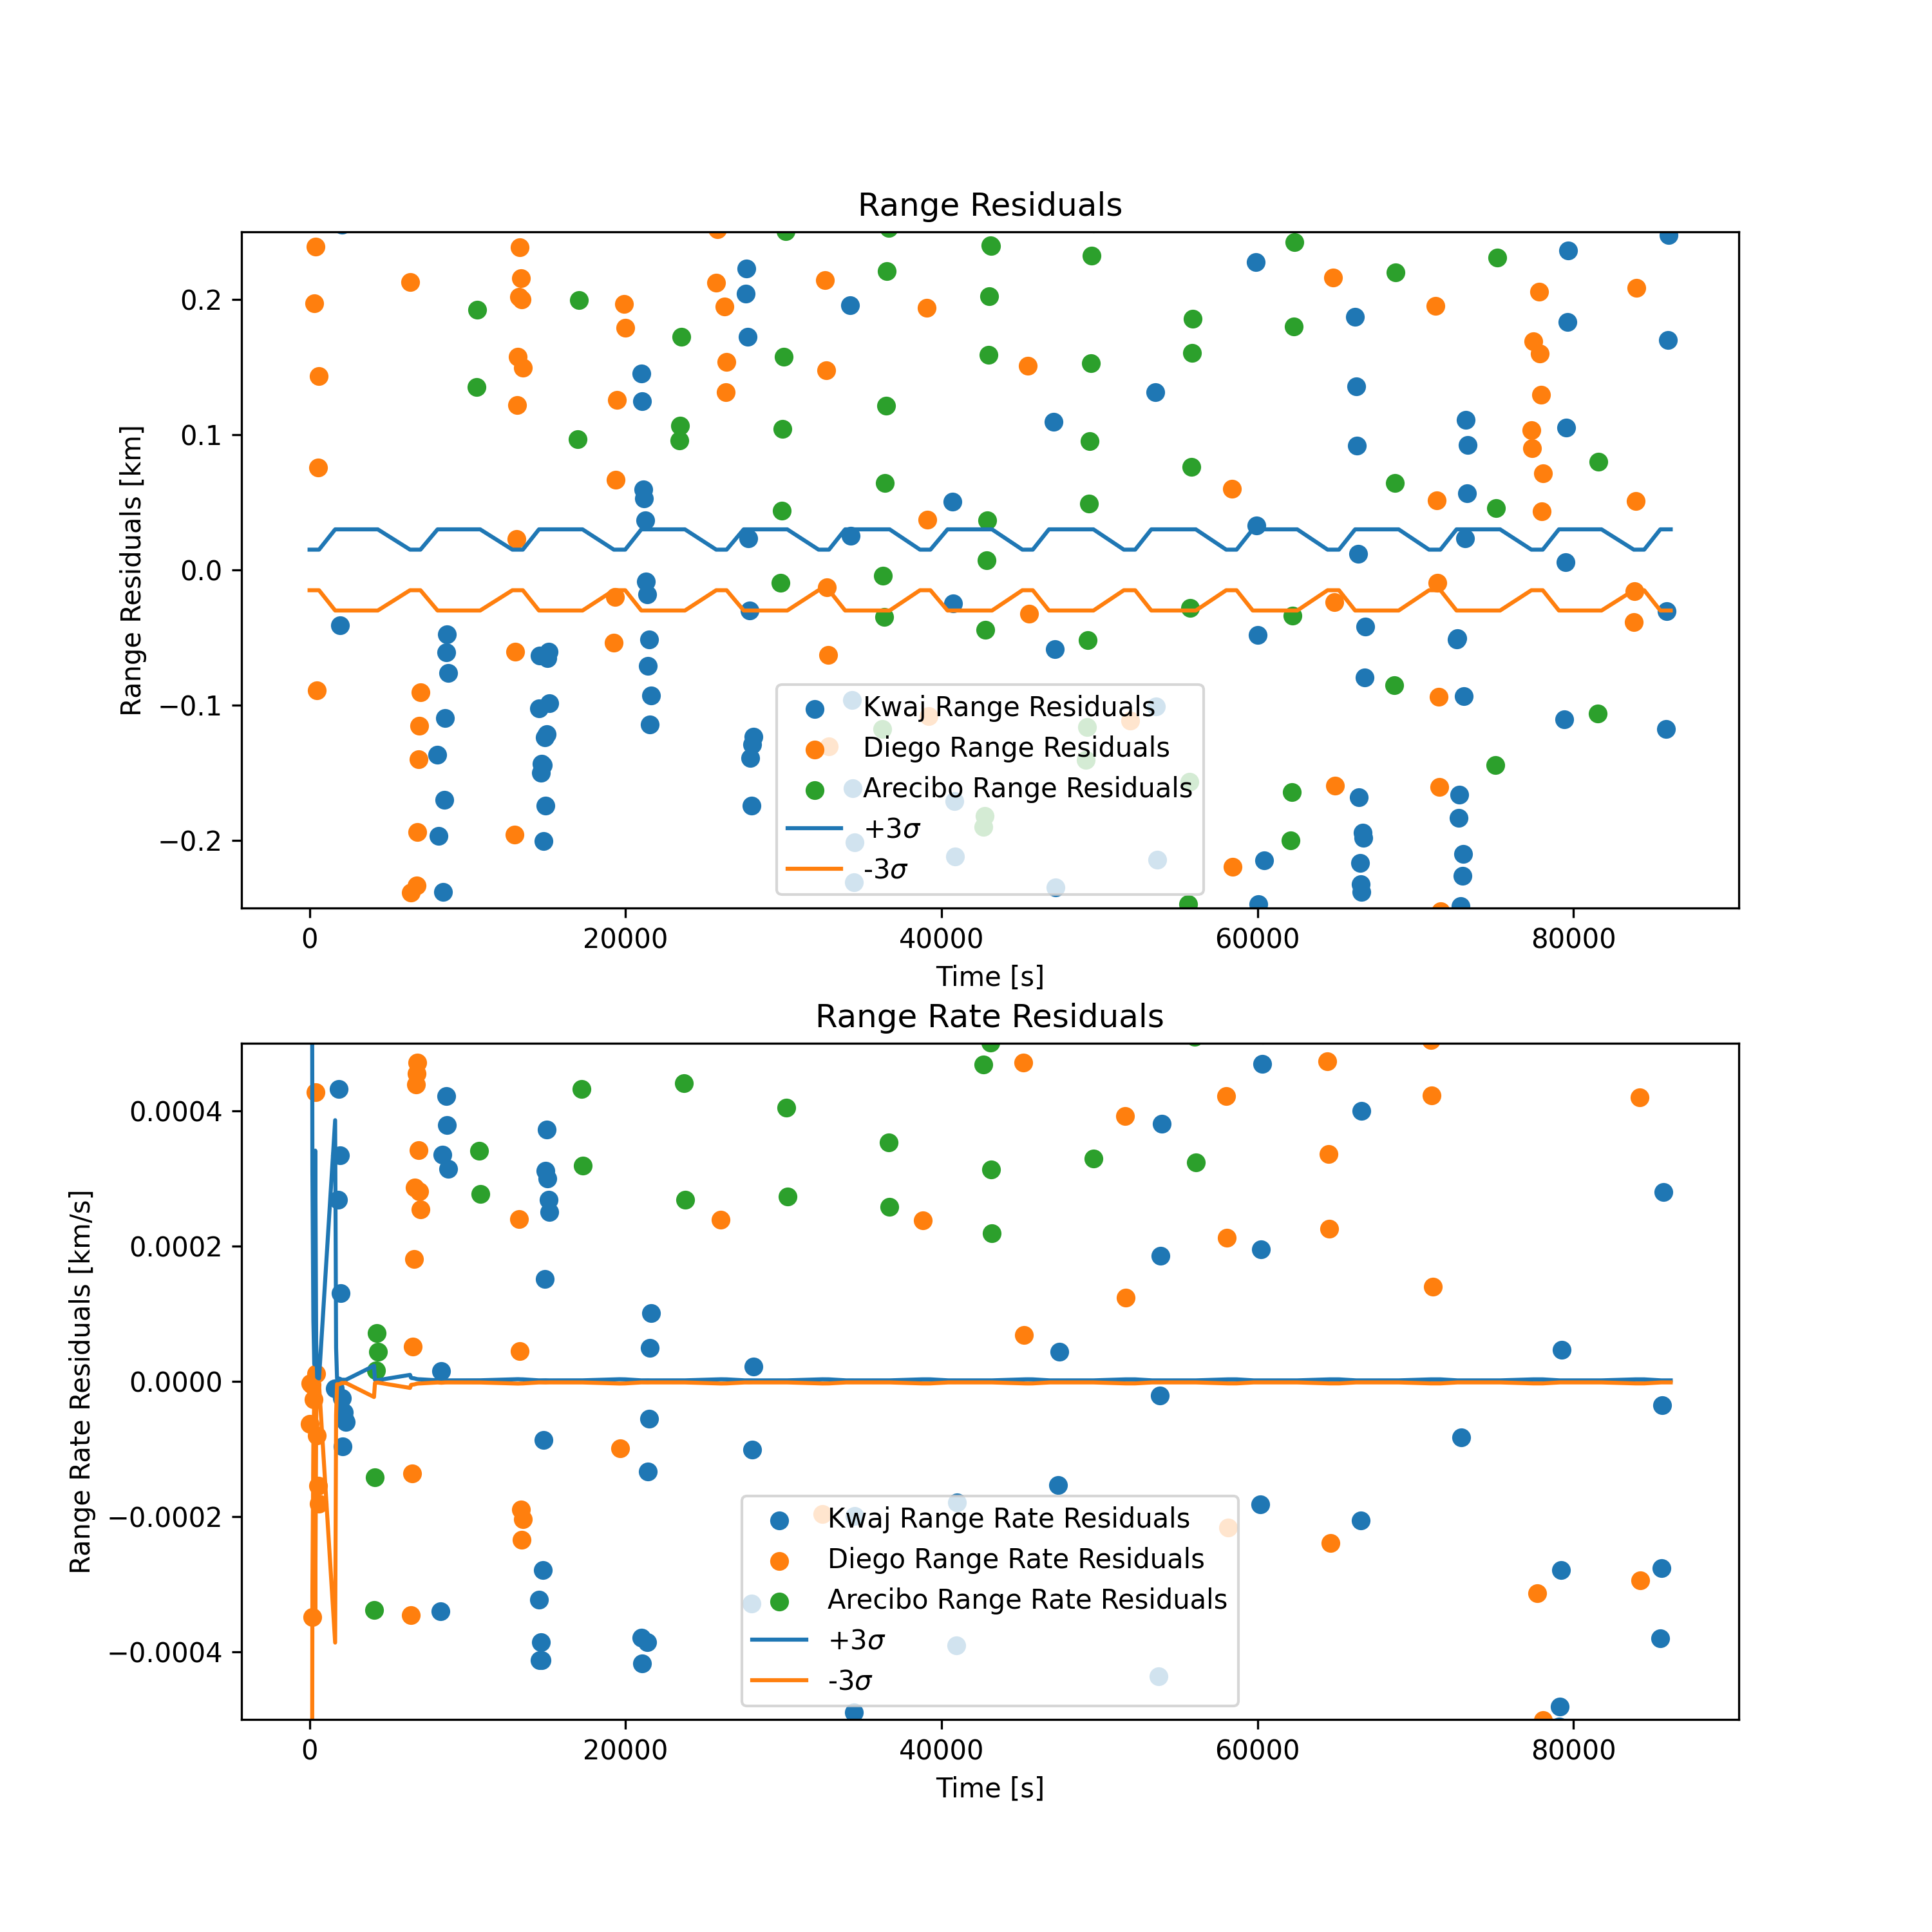 Range Residuals
0.2
0.1
0.0
−0.1
−0.2
Range Residuals [km]
Kwaj Range Residuals
Diego Range Residuals
Arecibo Range Residuals
+3σ
-3σ
0 20000 40000 60000 80000
Time [s]
Range Rate Residuals
0.0004
0.0002
0.0000
−0.0002
−0.0004
Range Rate Residuals [km/s]
Kwaj Range Rate Residuals
Diego Range Rate Residuals
Arecibo Range Rate Residuals
+3σ
-3σ
0 20000 40000 60000 80000
Time [s]